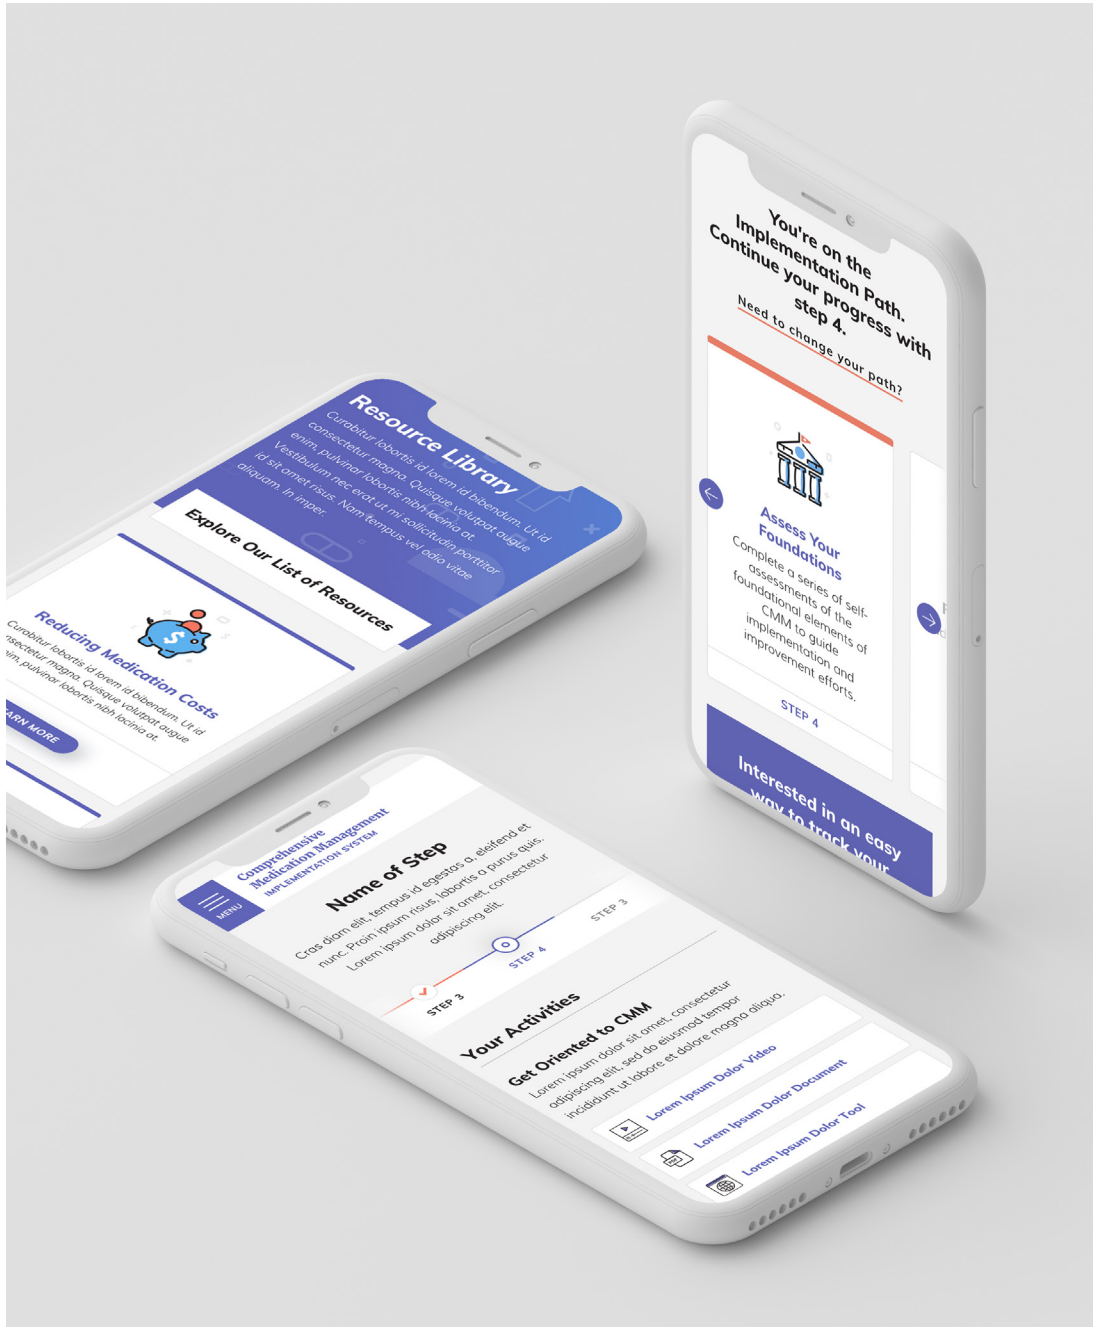 You're on the
Implementation Path.
Continue your progress with
step 4.
Need to change your path?
Assess Your
Foundations
Complete a series of self-
assessments of the
foundational elements of
CMM to guide
implementation and
improvement efforts.
STEP 4
Interested in an easy
way to track your
Resource Library
Curabitur lobortis id lorem id bibendum. Ut id
consectetur magna. Quisque volutpat augue
enim, pulvinar lobortis nibh lacinia at.
Vestibulum nec erat ut mi sollicitudin porttitor
id sit amet risus. Nam tempus vel odio vitae
aliquam. In imper.
Explore Our List of Resources
$
Reducing Medication Costs
Curabitur lobortis id lorem id bibendum. Ut id
nsectetur magna. Quisque volutpat augue
nim, pulvinar lobortis nibh lacinia at.
ARN MORE
MENU
Comprehensive
Medication Management
IMPLEMENTATION SYSTEM
Name of Step
Cras diam elit, tempus id egestas a, eleifend et
nunc. Proin ipsum risus, lobortis a purus quis.
Lorem ipsum dolor sit amet, consectetur
adipiscing elit.
STEP 3
STEP 4
STEP 3
Your Activities
Get Oriented to CMM
Lorem ipsum dolor sit amet, consectetur
adipiscing elit, sed do eiusmod tempor
incididunt ut labore et dolore magna aliqua.
Lorem Ipsum Dolor Video
Lorem Ipsum Dolor Document
Lorem Ipsum Dolor Tool